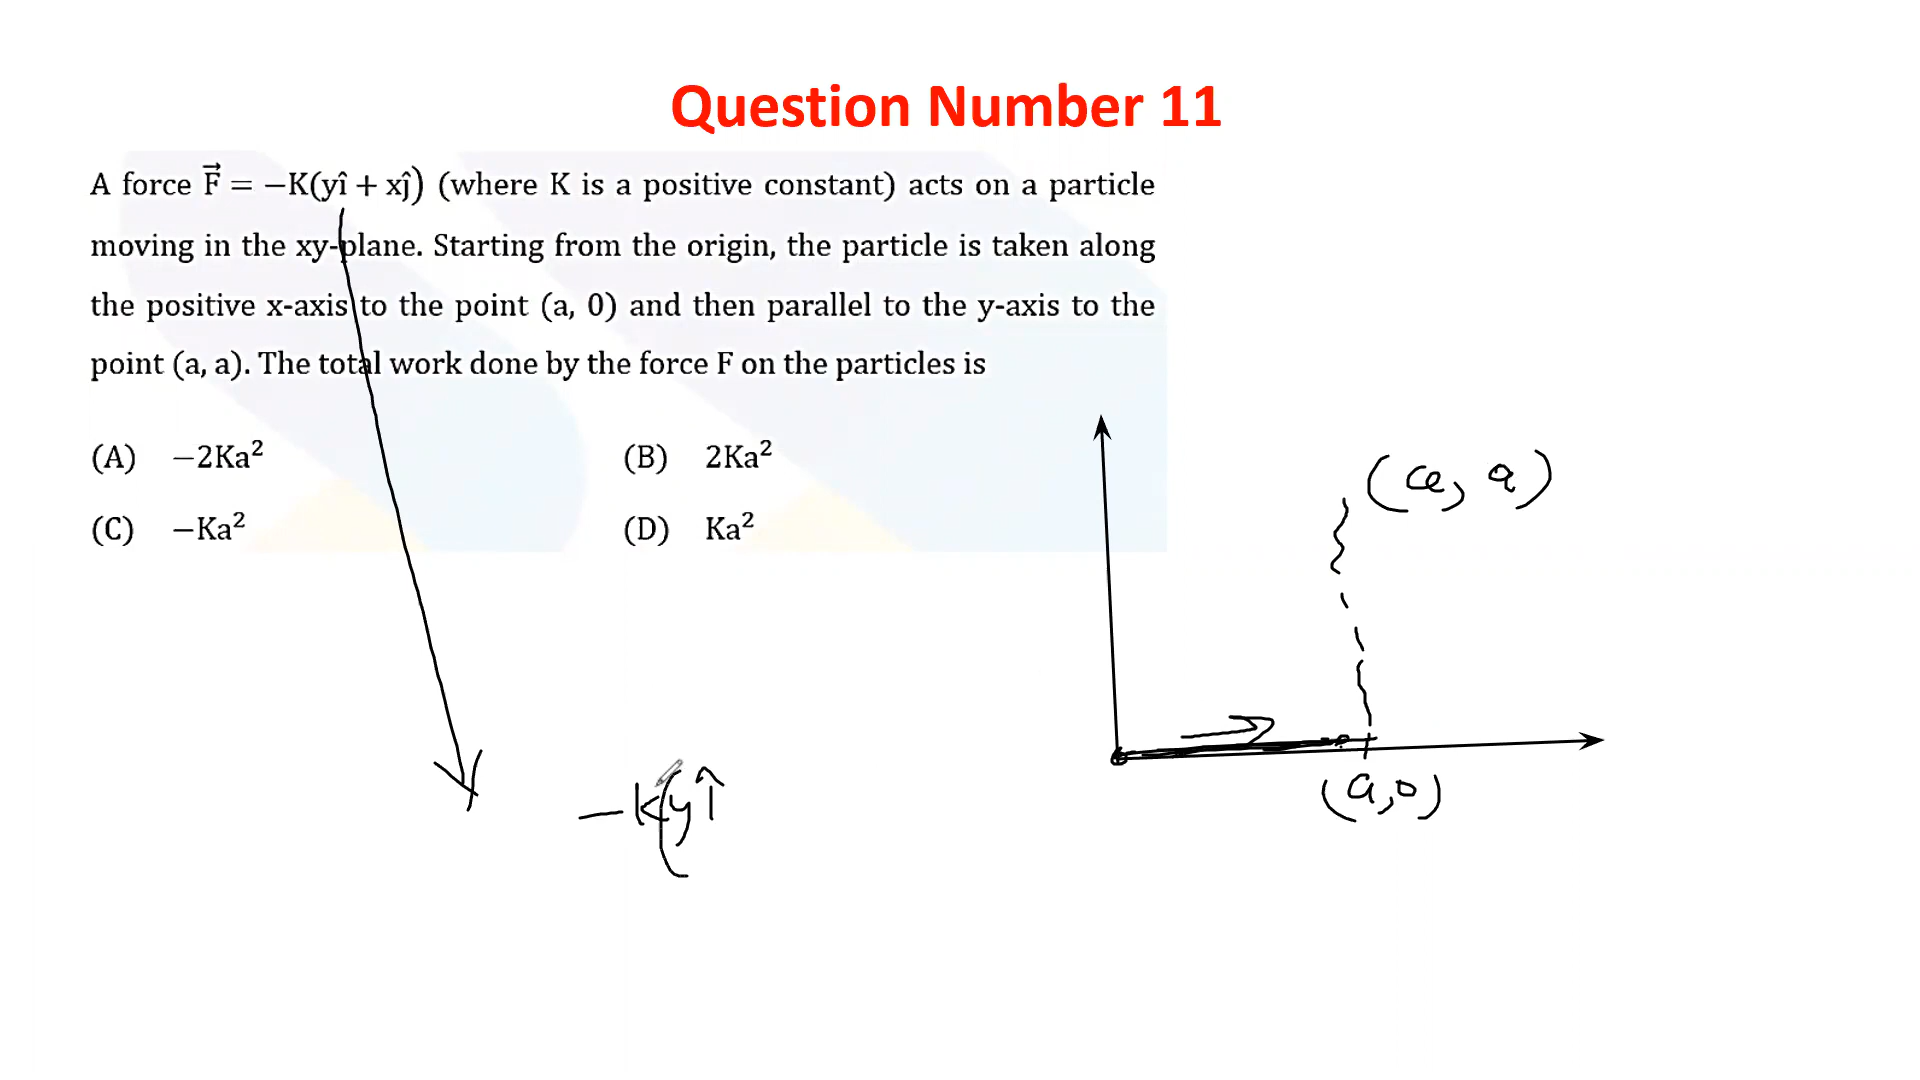 Question Number 11
A force F⃗ = −K(yî + xĵ) (where K is a positive constant) acts on a particle
moving in the xy-plane. Starting from the origin, the particle is taken along
the positive x-axis to the point (a, 0) and then parallel to the y-axis to the
point (a, a). The total work done by the force F on the particles is
(A) −2Ka² (B) 2Ka²
(C) −Ka² (D) Ka²
(a, a)
(a,0)
−K(yî